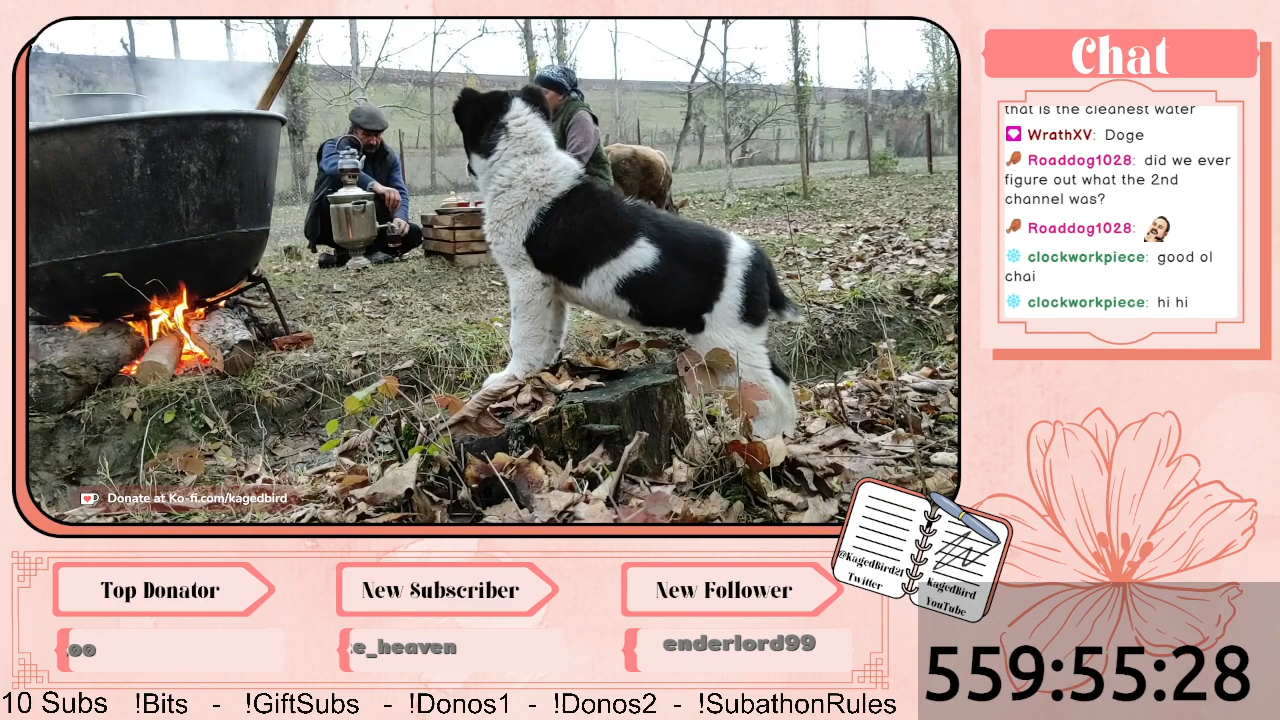 Chat
that is the cleanest water
WrathXV: Doge
Roaddog1028: did we ever
figure out what the 2nd
channel was?
Roaddog1028:
clockworkpiece: good ol
chai
clockworkpiece: hi hi
Donate at Ko-fi.com/kagedbird
@KagedBird21
Twitter
KagedBird
YouTube
Top Donator
New Subscriber
New Follower
oo
e_heaven
enderlord99
559:55:28
10 Subs !Bits - !GiftSubs - !Donos1 - !Donos2 - !SubathonRules